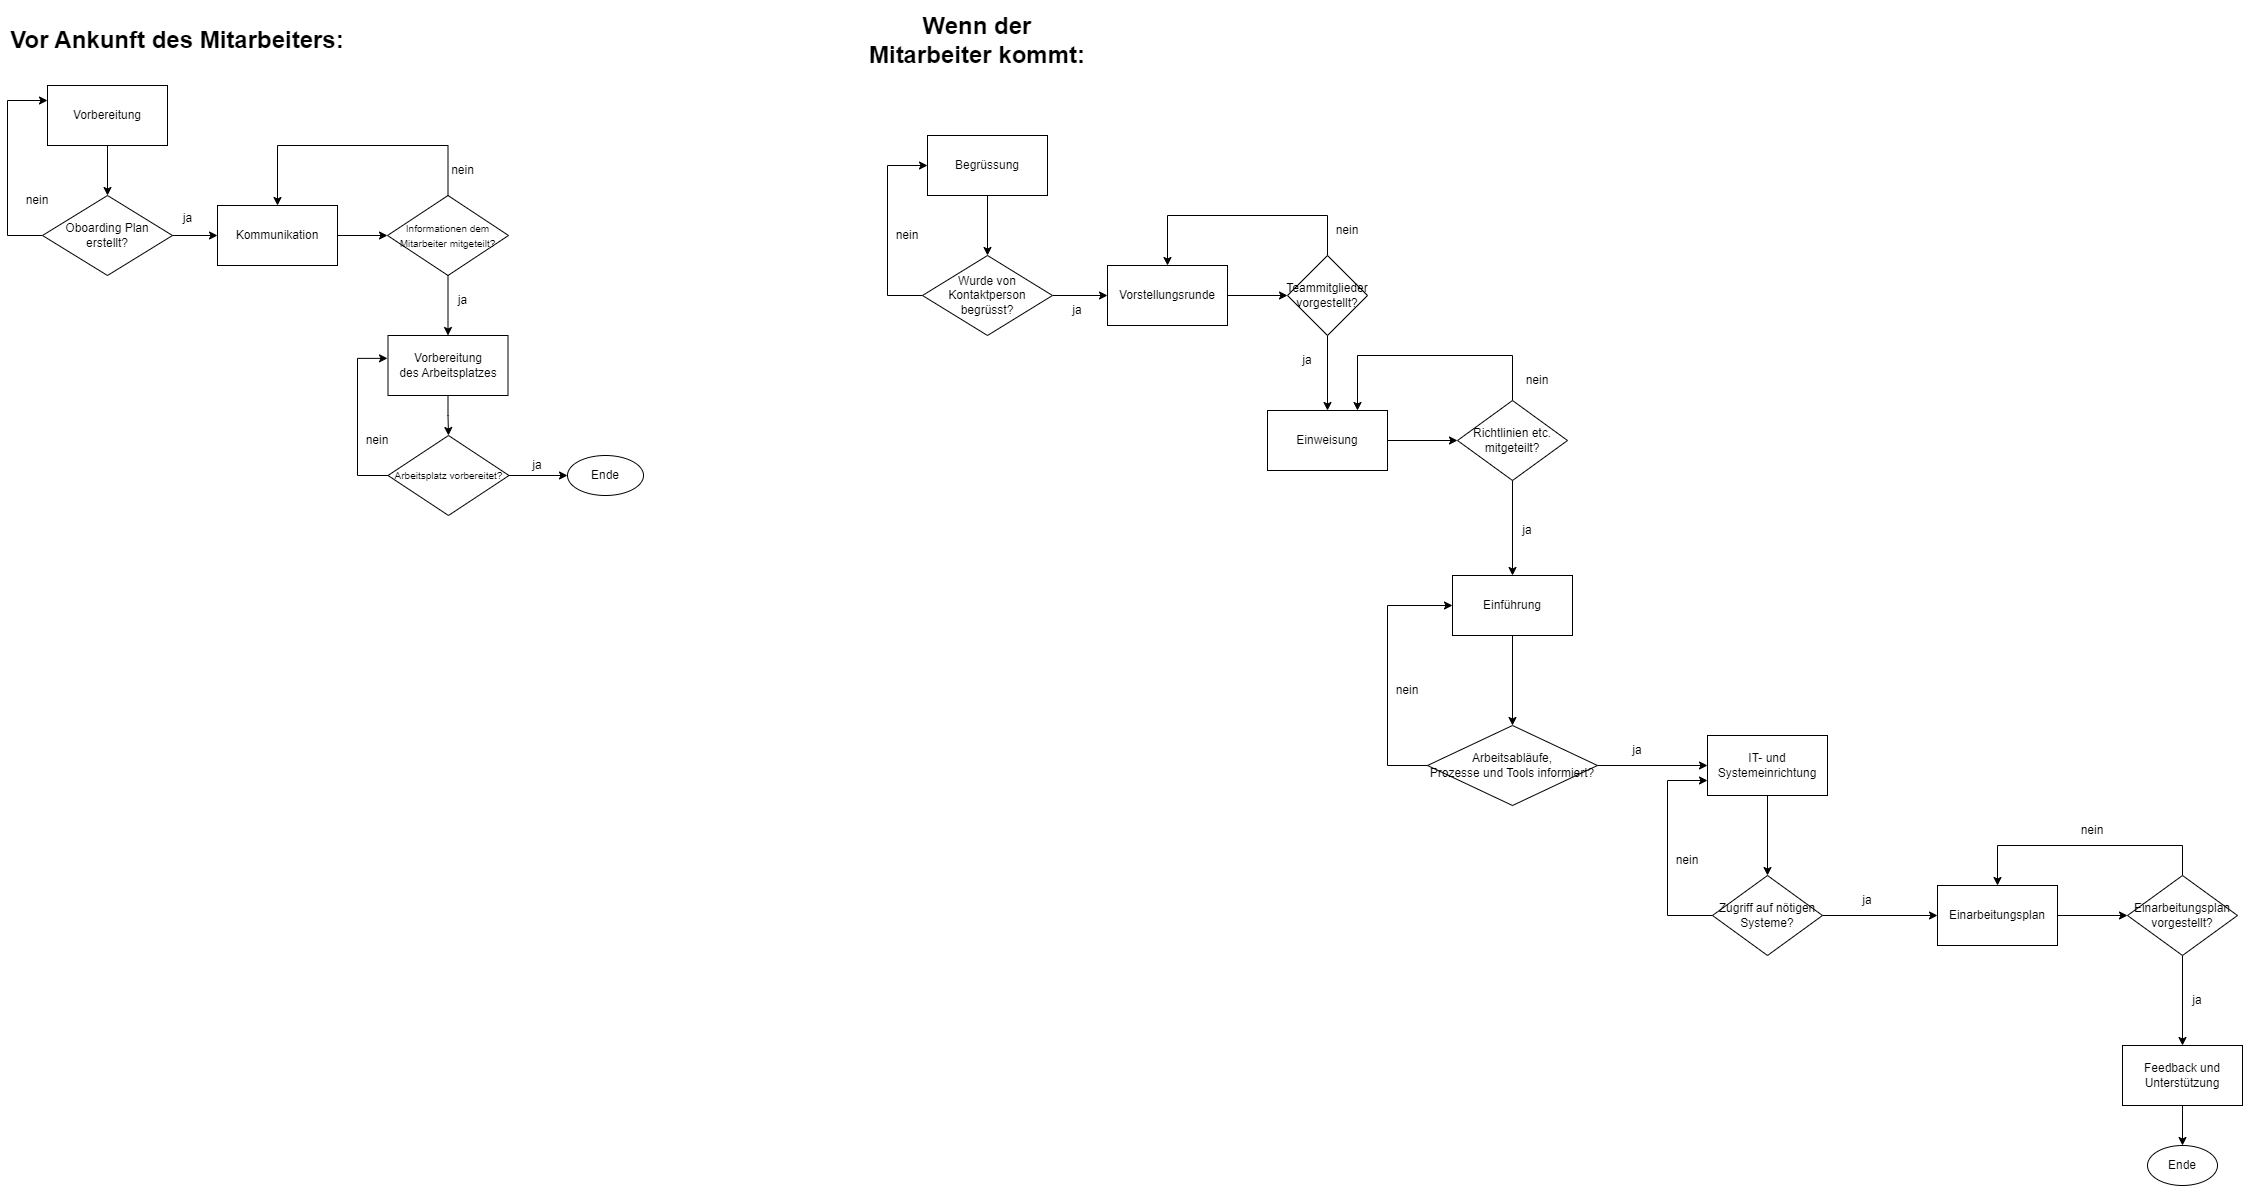 Vor Ankunft des Mitarbeiters:
Vorbereitung
nein
Oboarding Plan
erstellt?
ja
Kommunikation
nein
Informationen dem
Mitarbeiter mitgeteilt?
ja
Vorbereitung
des Arbeitsplatzes
nein
Arbeitsplatz vorbereitet?
ja
Ende
Wenn der
Mitarbeiter kommt:
Begrüssung
nein
Wurde von
Kontaktperson
begrüsst?
ja
Vorstellungsrunde
nein
Teammitglieder
vorgestellt?
ja
Einweisung
nein
Richtlinien etc.
mitgeteilt?
ja
Einführung
nein
Arbeitsabläufe,
Prozesse und Tools informiert?
ja
IT- und
Systemeinrichtung
nein
Zugriff auf nötigen
Systeme?
ja
Einarbeitungsplan
nein
Einarbeitungsplan
vorgestellt?
ja
Feedback und
Unterstützung
Ende